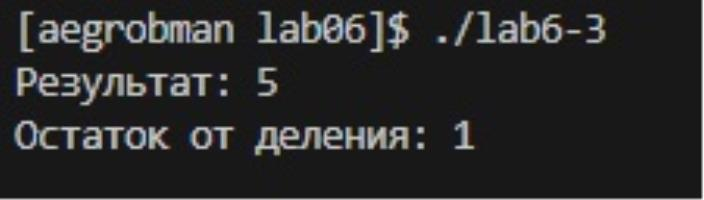 [aegrobman lab06]$ ./lab6-3
Результат: 5
Остаток от деления: 1